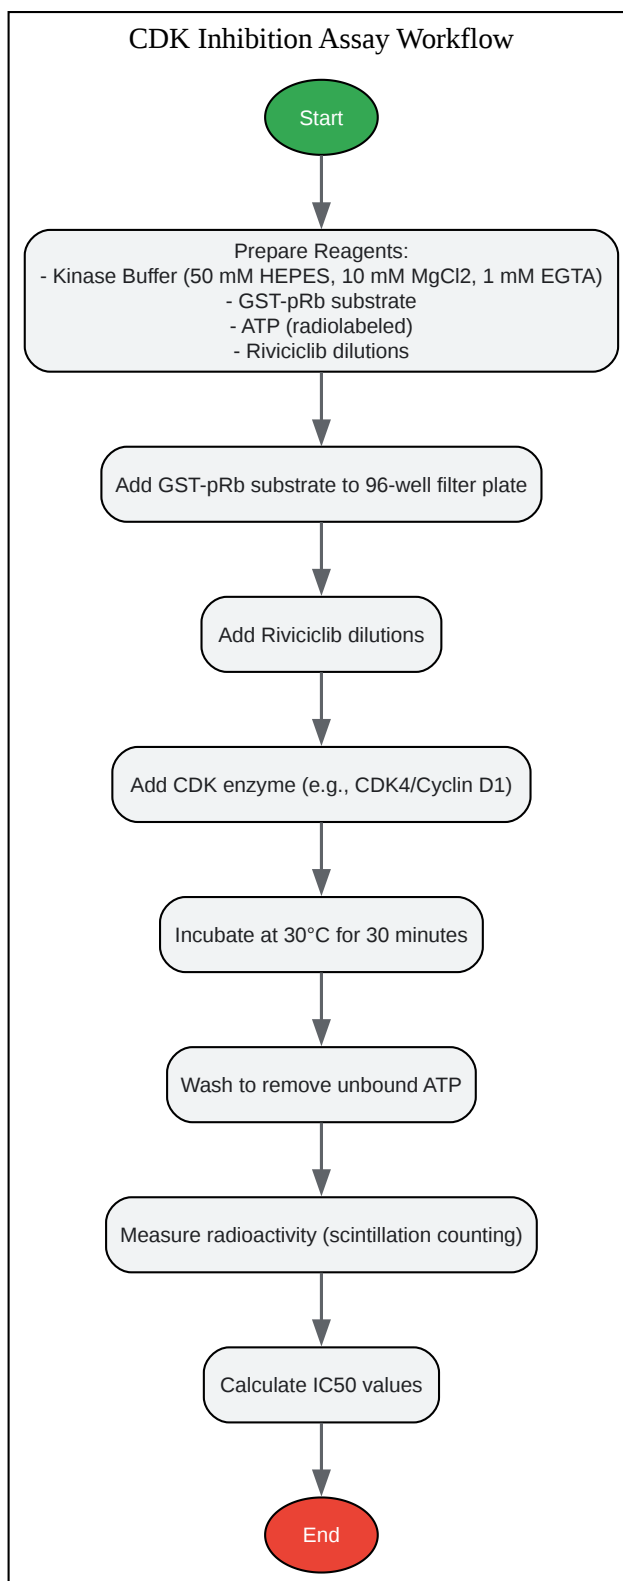 CDK Inhibition Assay Workflow
Start
Prepare Reagents:
- Kinase Buffer (50 mM HEPES, 10 mM MgCl2, 1 mM EGTA)
- GST-pRb substrate
- ATP (radiolabeled)
- Riviciclib dilutions
Add GST-pRb substrate to 96-well filter plate
Add Riviciclib dilutions
Add CDK enzyme (e.g., CDK4/Cyclin D1)
Incubate at 30°C for 30 minutes
Wash to remove unbound ATP
Measure radioactivity (scintillation counting)
Calculate IC50 values
End